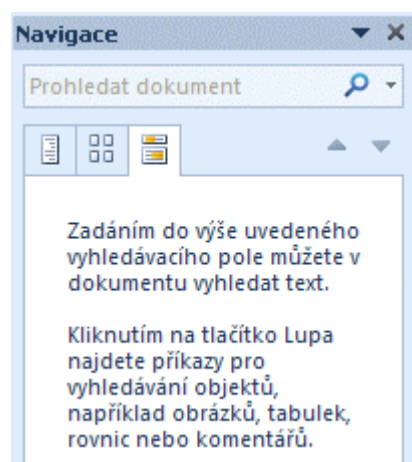 Navigace
Prohledat dokument
Zadáním do výše uvedeného
vyhledávacího pole můžete v
dokumentu vyhledat text.
Kliknutím na tlačítko Lupa
najdete příkazy pro
vyhledávání objektů,
například obrázků, tabulek,
rovnic nebo komentářů.